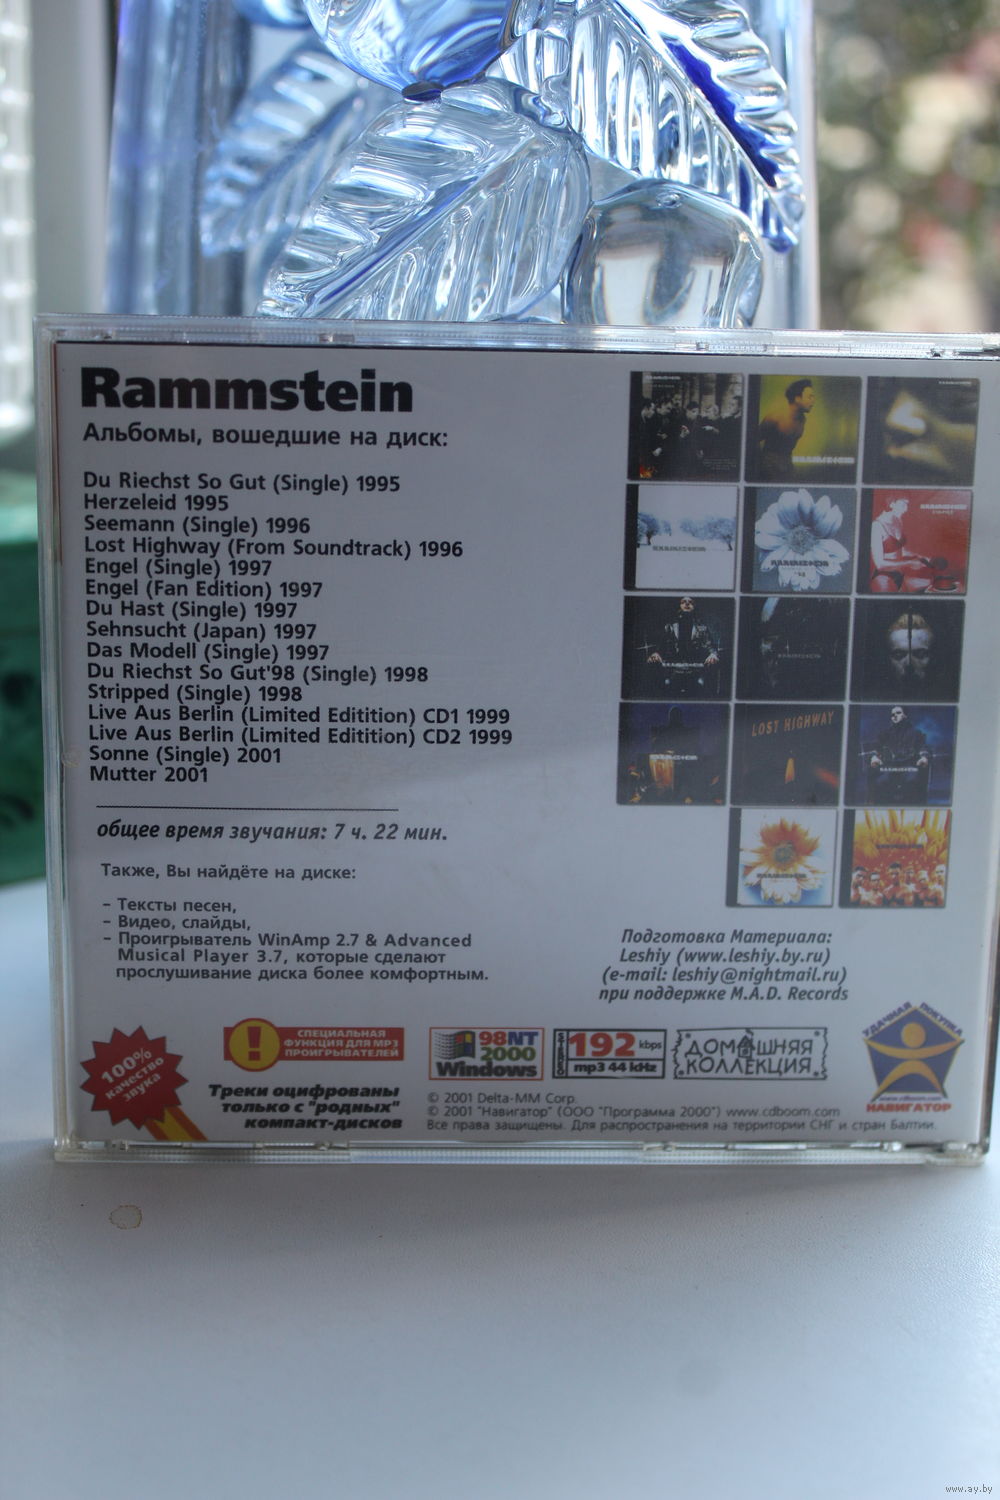 Rammstein
Альбомы, вошедшие на диск:
Du Riechst So Gut (Single) 1995
Herzeleid 1995
Seemann (Single) 1996
Lost Highway (From Soundtrack) 1996
Engel (Single) 1997
Engel (Fan Edition) 1997
Du Hast (Single) 1997
Sehnsucht (Japan) 1997
Das Modell (Single) 1997
Du Riechst So Gut'98 (Single) 1998
Stripped (Single) 1998
Live Aus Berlin (Limited Editition) CD1 1999
Live Aus Berlin (Limited Editition) CD2 1999
Sonne (Single) 2001
Mutter 2001
общее время звучания: 7 ч. 22 мин.
Также, Вы найдёте на диске:
- Тексты песен,
- Видео, слайды,
- Проигрыватель WinAmp 2.7 & Advanced
Musical Player 3.7, которые сделают
прослушивание диска более комфортным.
RAMMSTEIN
LOST HIGHWAY
Подготовка Материала:
Leshiy (www.leshiy.by.ru)
(e-mail: leshiy@nightmail.ru)
при поддержке M.A.D. Records
100%
качество
звука
СПЕЦИАЛЬНАЯ
ФУНКЦИЯ ДЛЯ MP3
ПРОИГРЫВАТЕЛЕЙ
Треки оцифрованы
только с "родных"
компакт-дисков
98NT
2000
Windows
192 kbps
mp3 44 kHz
ДОМАШНЯЯ
КОЛЛЕКЦИЯ
УДАЧНАЯ ПОКУПКА
www.cdboom.com
НАВИГАТОР
© 2001 Delta-MM Corp.
© 2001 "Навигатор" (ООО "Программа 2000") www.cdboom.com
Все права защищены. Для распространения на территории СНГ и стран Балтии.
www.ay.by